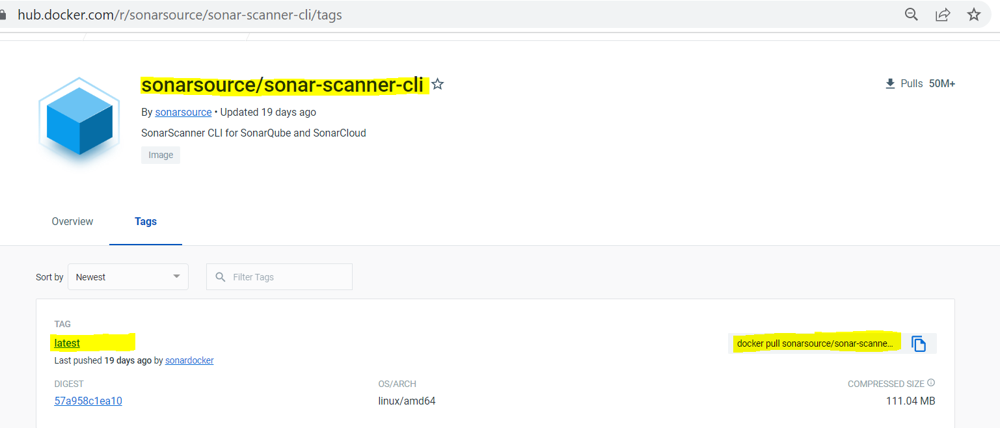 hub.docker.com/r/sonarsource/sonar-scanner-cli/tags
sonarsource/sonar-scanner-cli
Pulls 50M+
By sonarsource • Updated 19 days ago
SonarScanner CLI for SonarQube and SonarCloud
Image
Overview Tags
Sort by Newest Filter Tags
TAG
latest docker pull sonarsource/sonar-scanne...
Last pushed 19 days ago by sonardocker
DIGEST OS/ARCH COMPRESSED SIZE
57a958c1ea10 linux/amd64 111.04 MB